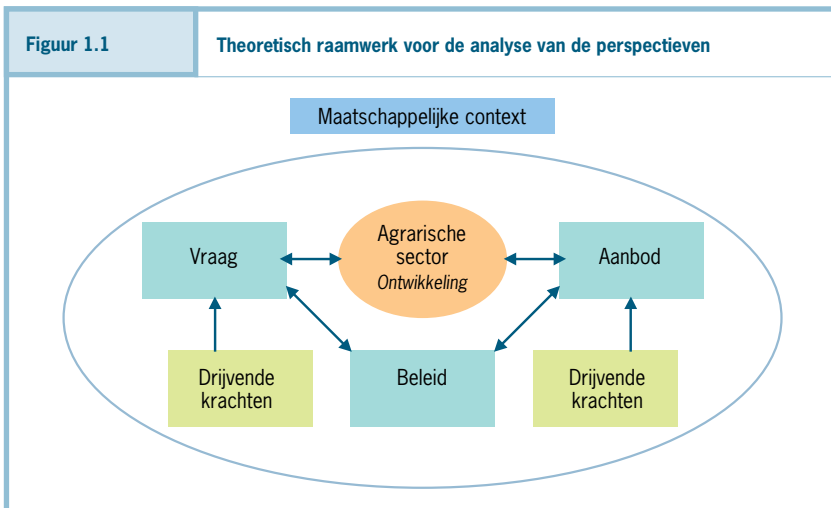 Figuur 1.1
Theoretisch raamwerk voor de analyse van de perspectieven
Maatschappelijke context
Vraag
Agrarische
sector
Ontwikkeling
Aanbod
Drijvende
krachten
Beleid
Drijvende
krachten